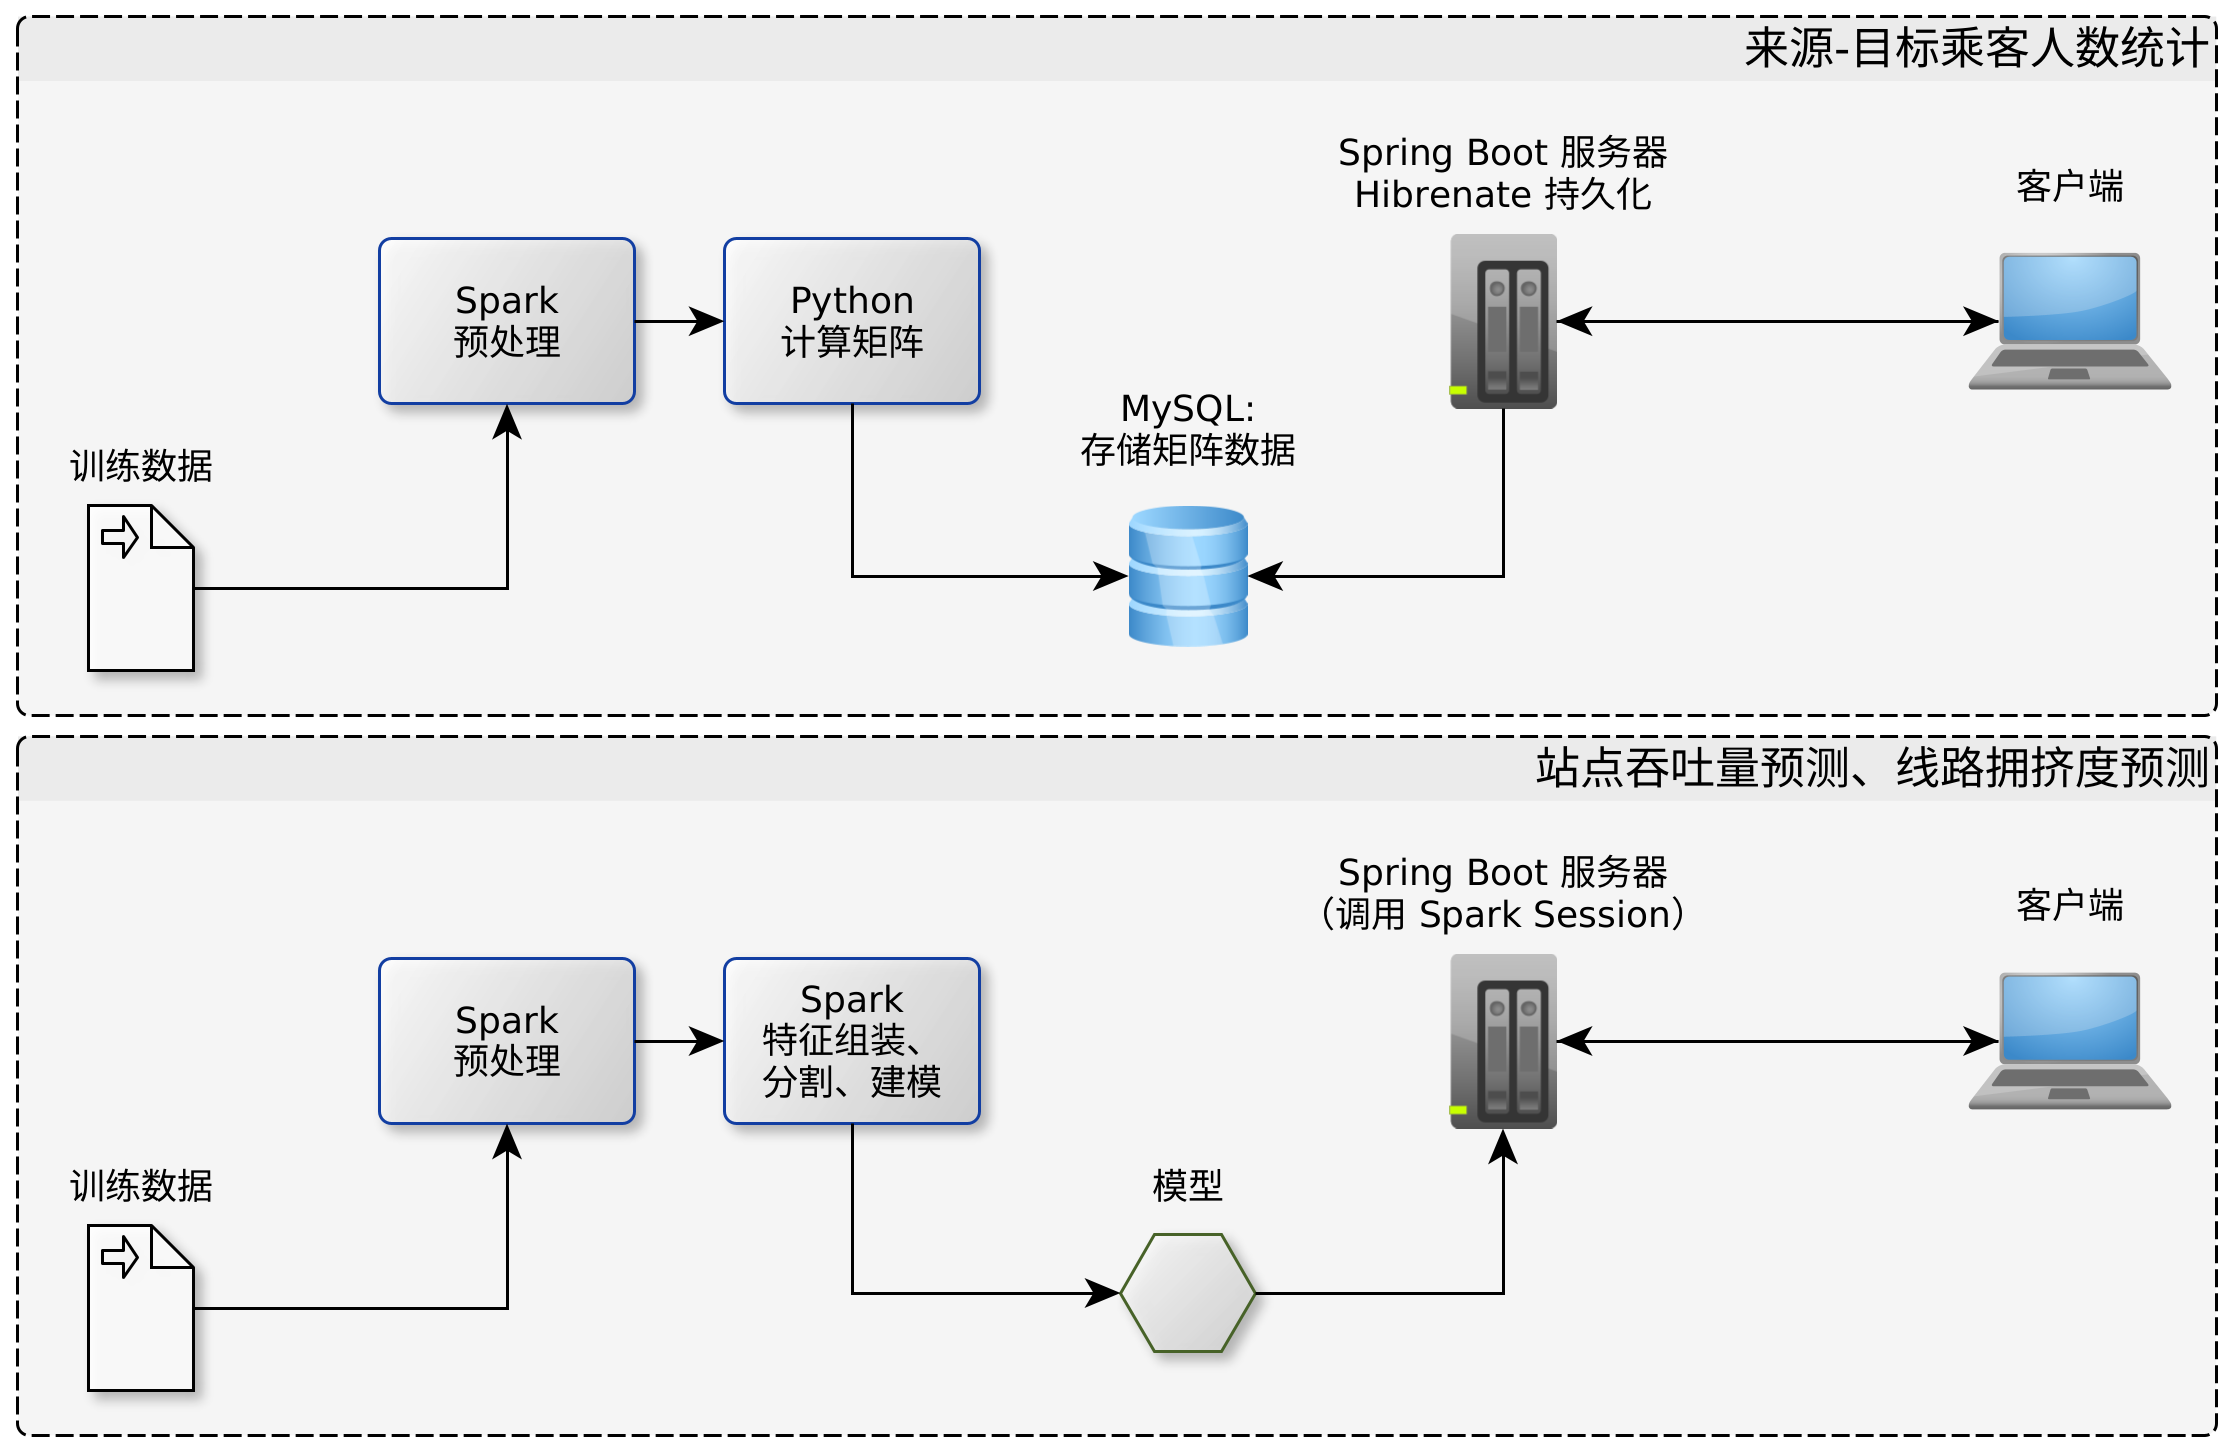 来源-目标乘客人数统计
Spring Boot 服务器
Hibrenate 持久化
客户端
Spark
预处理
Python
计算矩阵
MySQL:
存储矩阵数据
训练数据
站点吞吐量预测、线路拥挤度预测
Spring Boot 服务器
（调用 Spark Session）
客户端
Spark
预处理
Spark
特征组装、
分割、建模
训练数据
模型